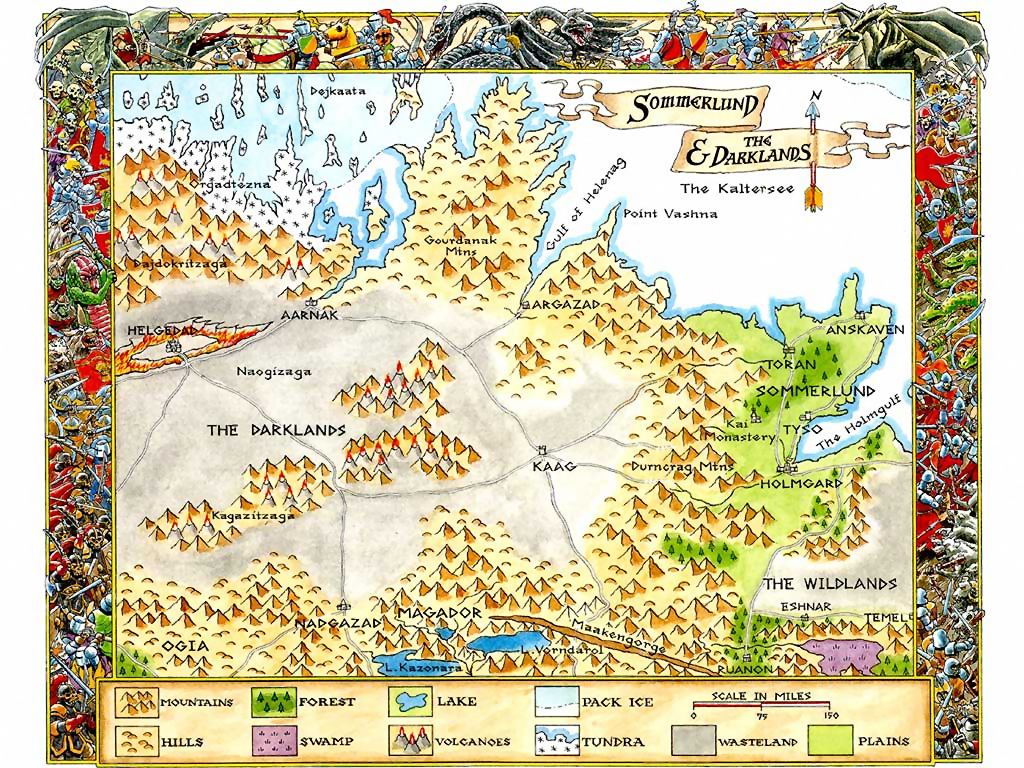 Dejkaata
SOMMERLUND
N
& THE DARKLANDS
The Kaltersee
Orgadtezna
Gulf of Helenag
Point Vashna
Gourdanak
Mtns
Dajdokritzaga
AARNAK
ARGAZAD
HELGEDAD
ANSKAVEN
Naogizaga
TORAN
SOMMERLUND
THE DARKLANDS
Kai
Monastery
TYSO
The Holmgulf
KAAG
Durncrag Mtns
HOLMGARD
Kagazitzaga
THE WILDLANDS
ESHNAR
MAGADOR
TEMEL
NADGAZAD
Maakengorge
OGIA
L.Vorndarol
L.Kazonara
RUANON
MOUNTAINS
FOREST
LAKE
PACK ICE
SCALE IN MILES
0 75 150
HILLS
SWAMP
VOLCANOES
TUNDRA
WASTELAND
PLAINS